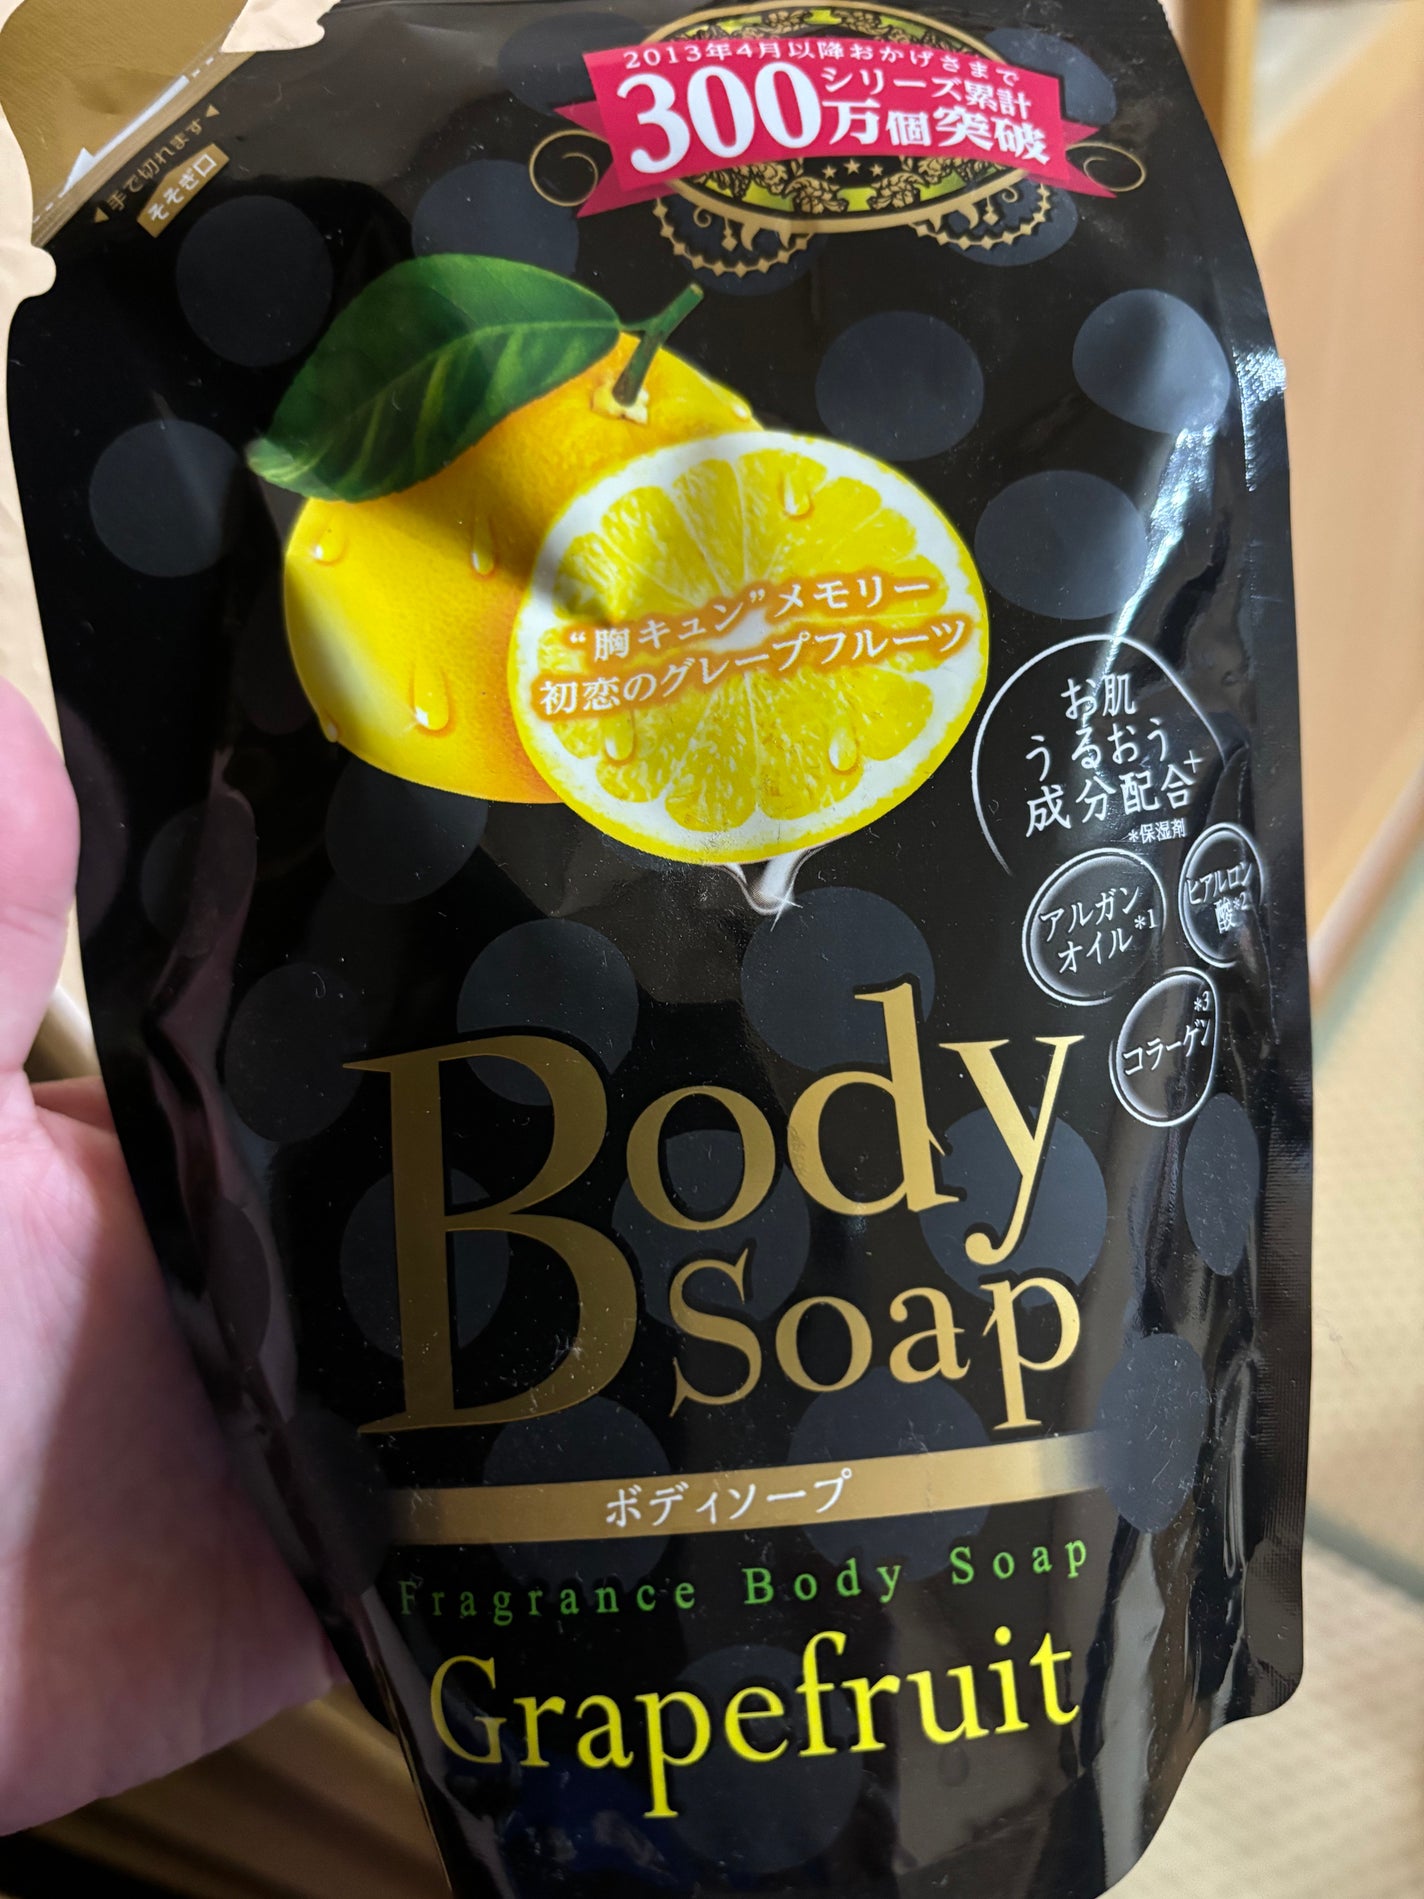 2013年4月以降おかげさまで
シリーズ累計
300万個突破
◀手で切れます◀
そそぎ口
“胸キュン”メモリー
初恋のグレープフルーツ
お肌
うるおう
成分配合+
*保湿剤
アルガン
オイル*1
ヒアルロン
酸*2
コラーゲン*3
Body
Soap
ボディソープ
Fragrance Body Soap
Grapefruit